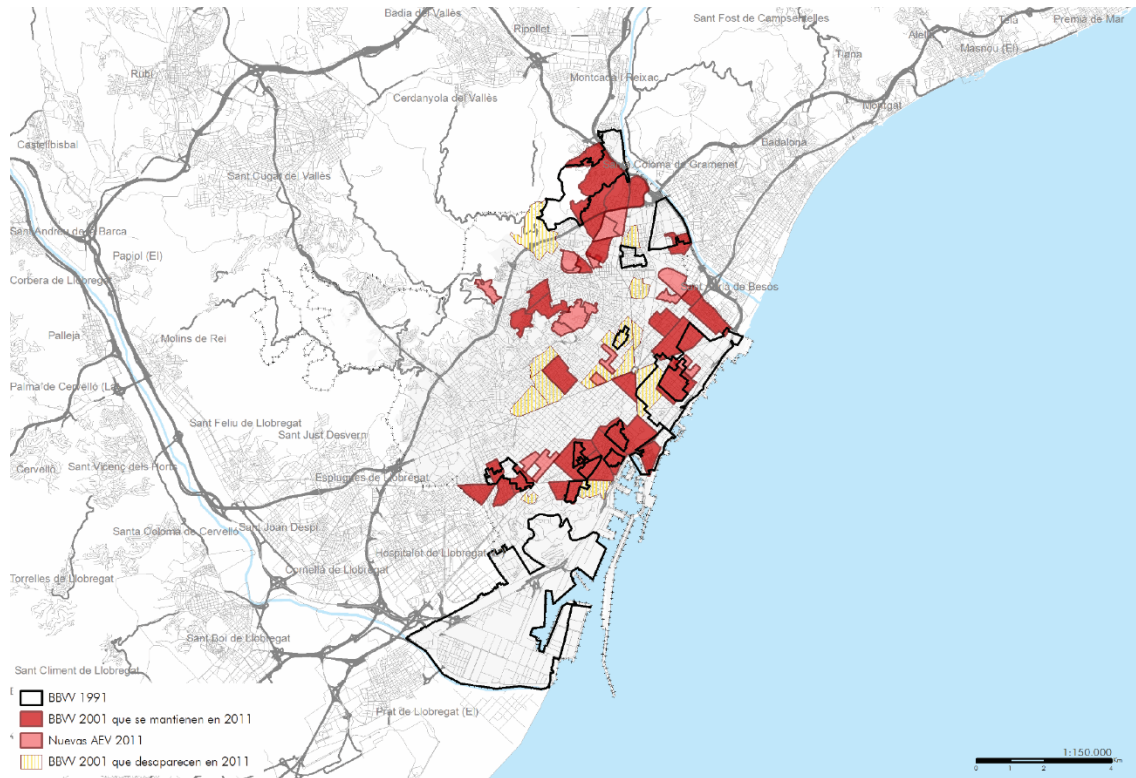 Badia del Vallès
Sant Fost de Campsentelles
Teià
Premià de Mar
Ripollet
Alella
Masnou (El)
Tiana
Rubí
Montcada i Reixac
Cerdanyola del Vallès
Montgat
Castellbisbal
Badalona
Coloma de Gramenet
Sant Cugat del Vallès
Sant Andreu de la Barca
Papiol (El)
Corbera de Llobregat
Sant Adrià de Besòs
Pallejà
Molins de Rei
Palma de Cervelló (La)
Sant Feliu de Llobregat
Sant Just Desvern
Cervelló
Sant Vicenç dels Horts
Esplugues de Llobregat
Santa Coloma de Cervelló
Sant Joan Despí
Hospitalet de Llobregat
Torrelles de Llobregat
Cornellà de Llobregat
Sant Boi de Llobregat
Sant Climent de Llobregat
Prat de Llobregat (El)
BBVV 1991
BBVV 2001 que se mantienen en 2011
Nuevas AEV 2011
BBVV 2001 que desaparecen en 2011
1:150.000
0 1 2 4